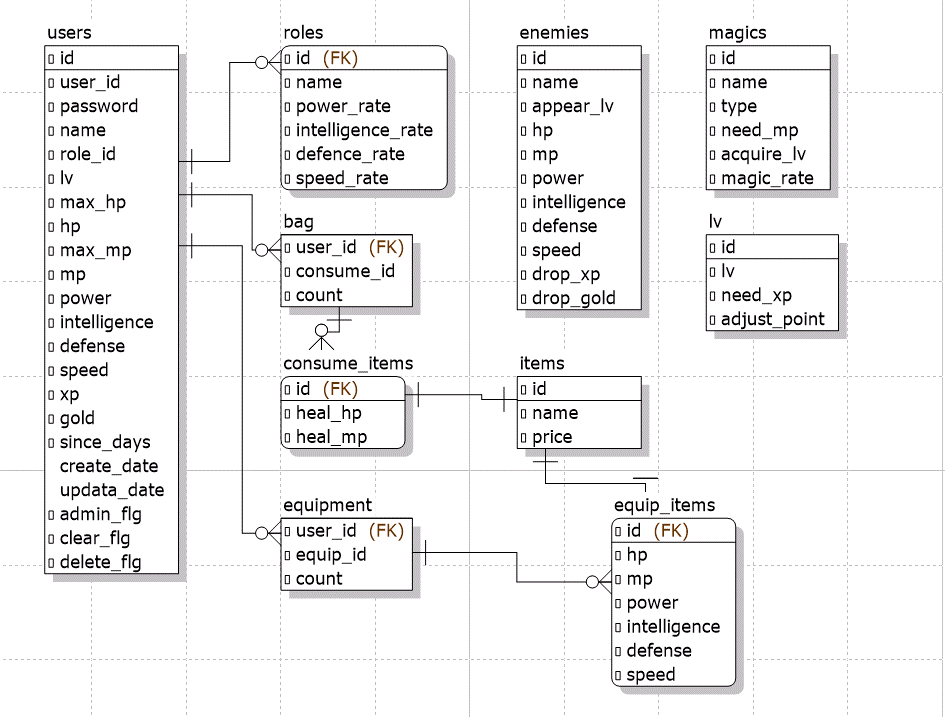 users
id
user_id
password
name
role_id
lv
max_hp
hp
max_mp
mp
power
intelligence
defense
speed
xp
gold
since_days
create_date
updata_date
admin_flg
clear_flg
delete_flg
roles
id (FK)
name
power_rate
intelligence_rate
defence_rate
speed_rate
bag
user_id (FK)
consume_id
count
consume_items
id (FK)
heal_hp
heal_mp
equipment
user_id (FK)
equip_id
count
enemies
id
name
appear_lv
hp
mp
power
intelligence
defense
speed
drop_xp
drop_gold
items
id
name
price
equip_items
id (FK)
hp
mp
power
intelligence
defense
speed
magics
id
name
type
need_mp
acquire_lv
magic_rate
lv
id
lv
need_xp
adjust_point